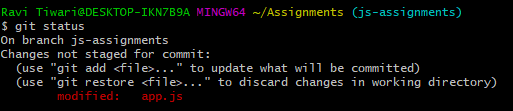 Ravi Tiwari@DESKTOP-IKN7B9A MINGW64 ~/Assignments (js-assignments)
$ git status
On branch js-assignments
Changes not staged for commit:
  (use "git add <file>..." to update what will be committed)
  (use "git restore <file>..." to discard changes in working directory)
        modified:   app.js